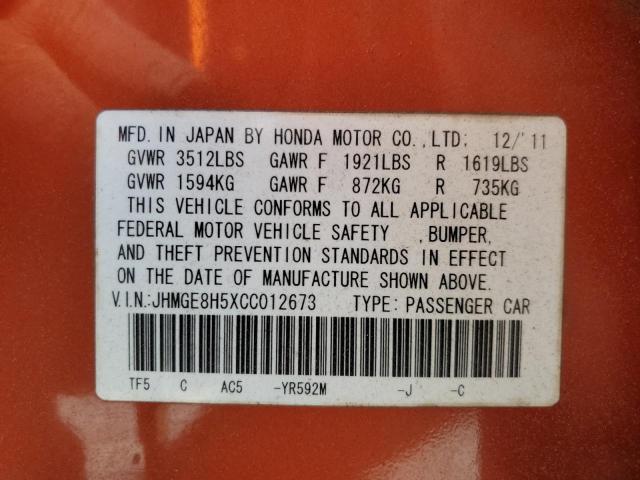 MFD. IN JAPAN BY HONDA MOTOR CO.,LTD; 12/'11
GVWR 3512LBS GAWR F 1921LBS R 1619LBS
GVWR 1594KG GAWR F 872KG R 735KG
THIS VEHICLE CONFORMS TO ALL APPLICABLE
FEDERAL MOTOR VEHICLE SAFETY ,BUMPER,
AND THEFT PREVENTION STANDARDS IN EFFECT
ON THE DATE OF MANUFACTURE SHOWN ABOVE.
V.I.N.:JHMGE8H5XCC012673 TYPE: PASSENGER CAR
TF5 C AC5 -YR592M -J -C